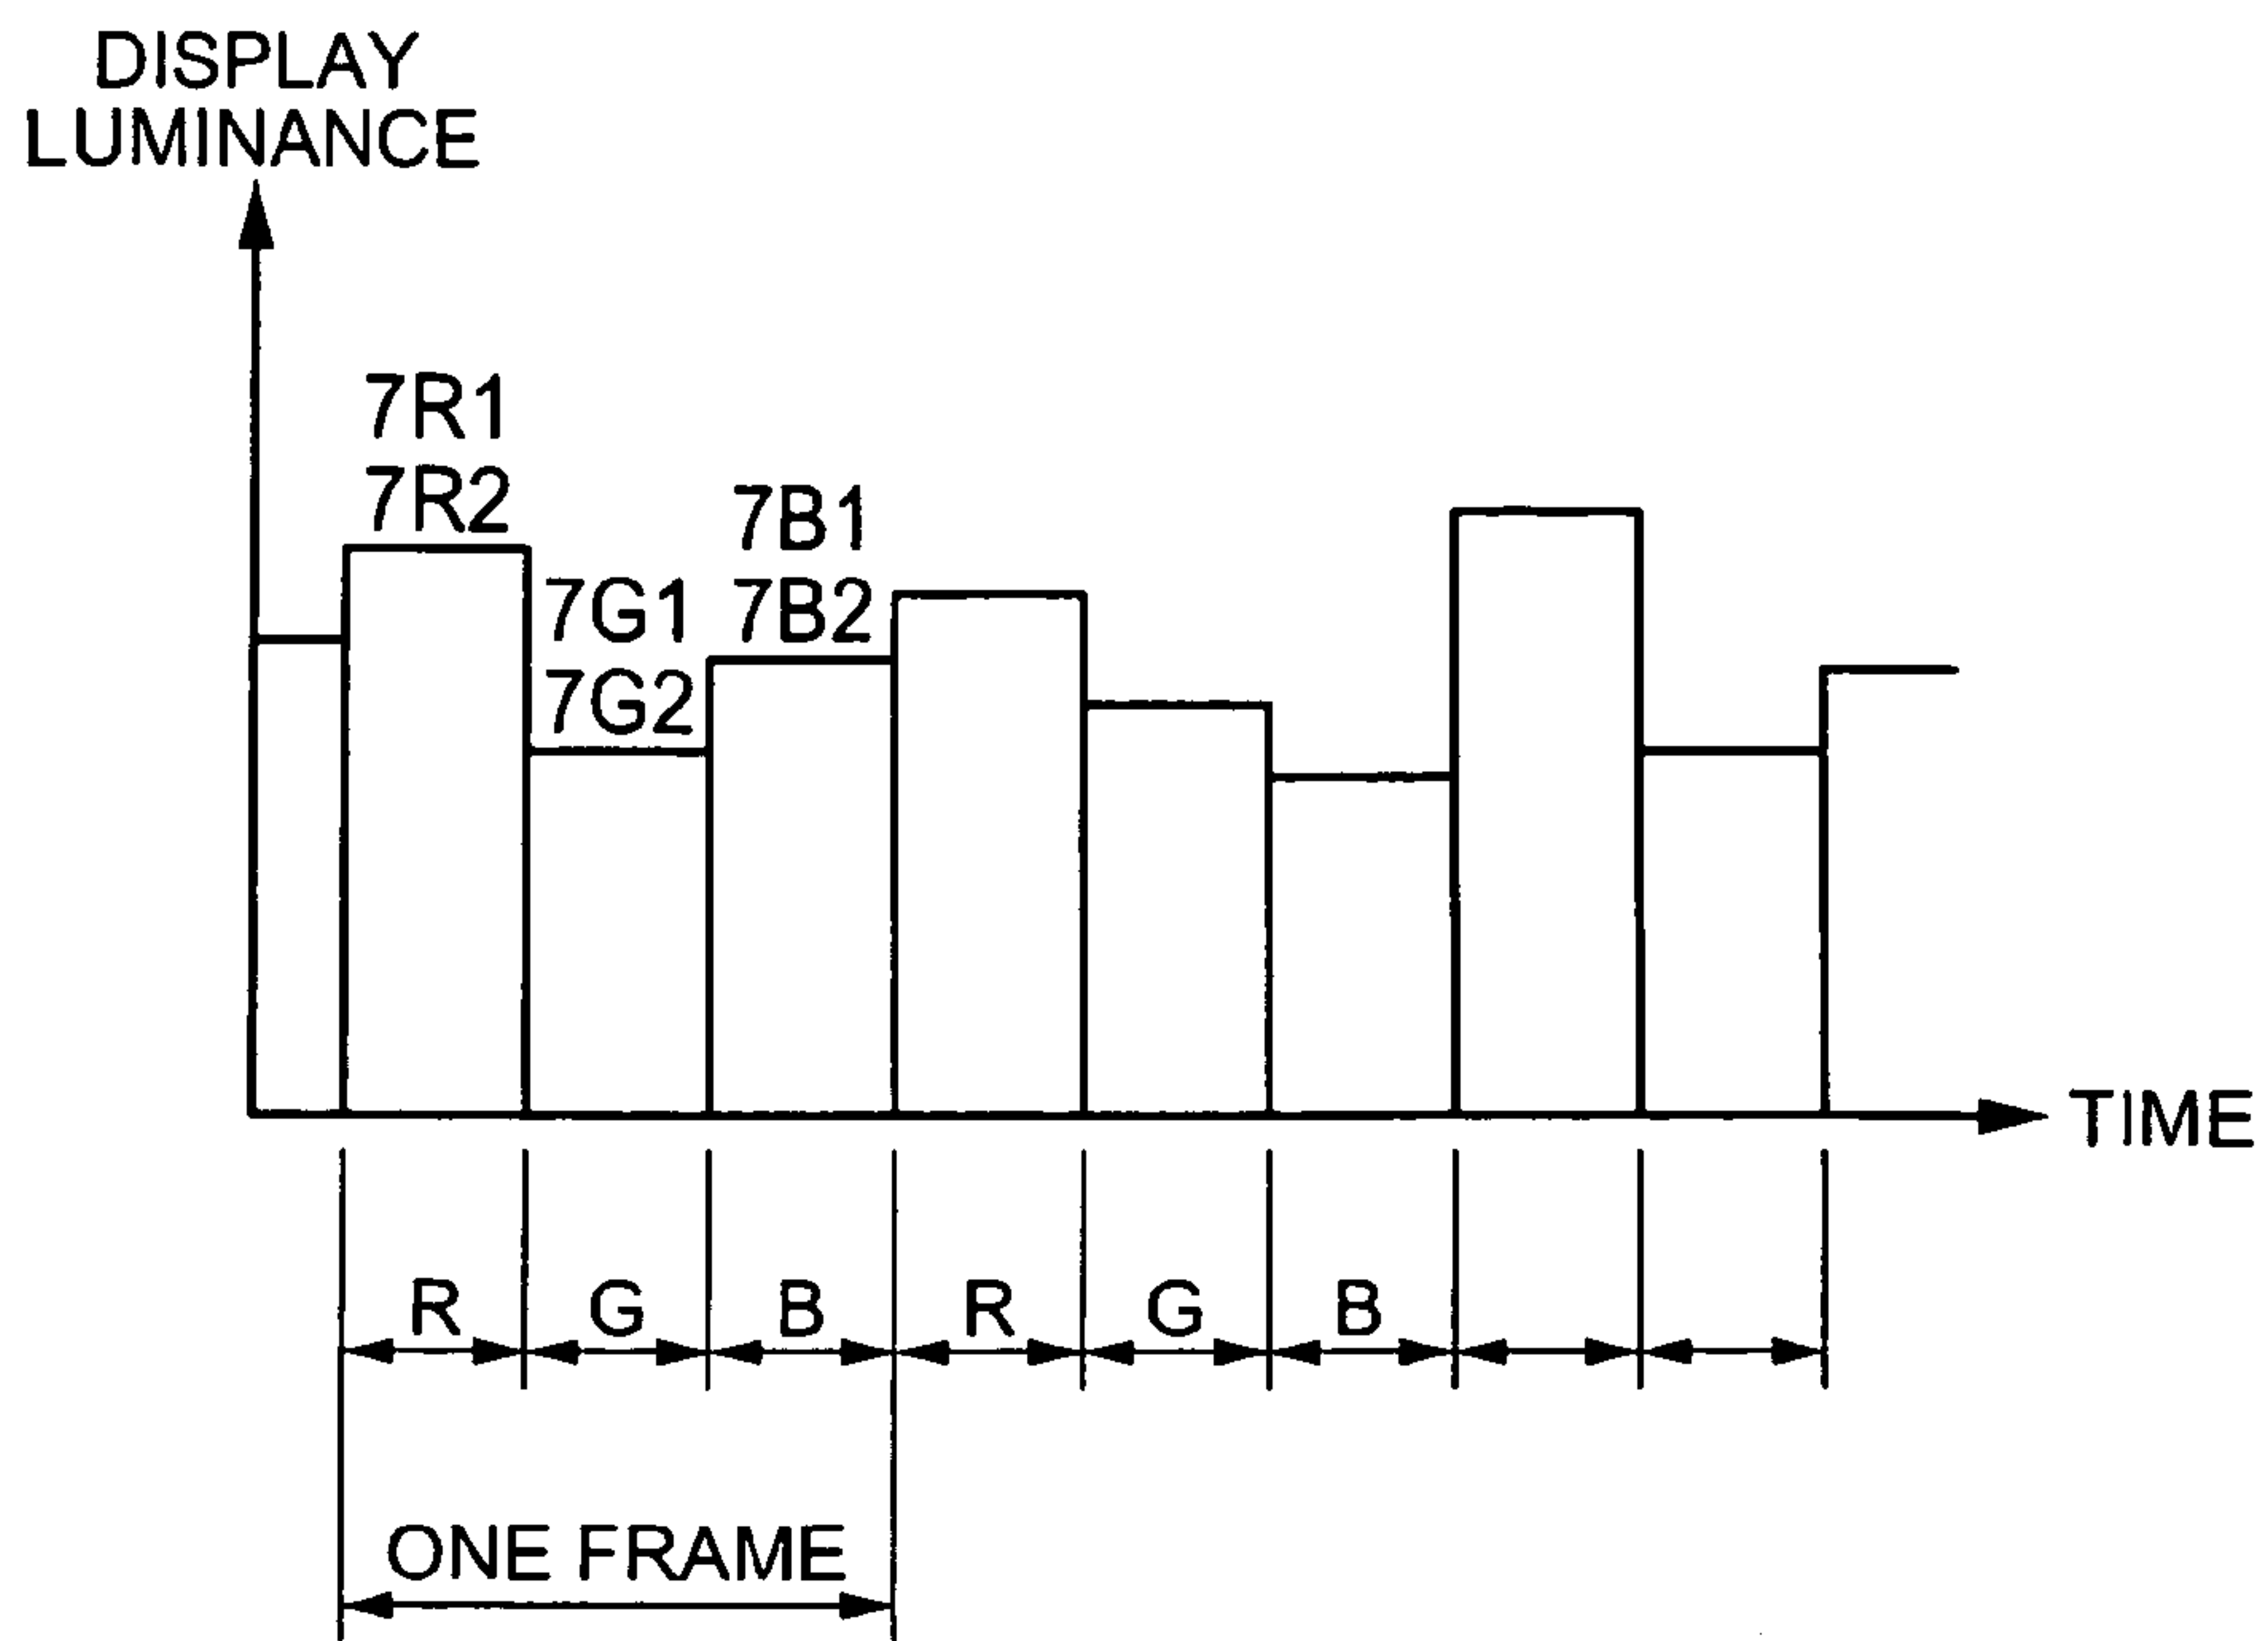 DISPLAY
LUMINANCE
7R1
7R2
7G1
7G2
7B1
7B2
TIME
R G B R G B
ONE FRAME